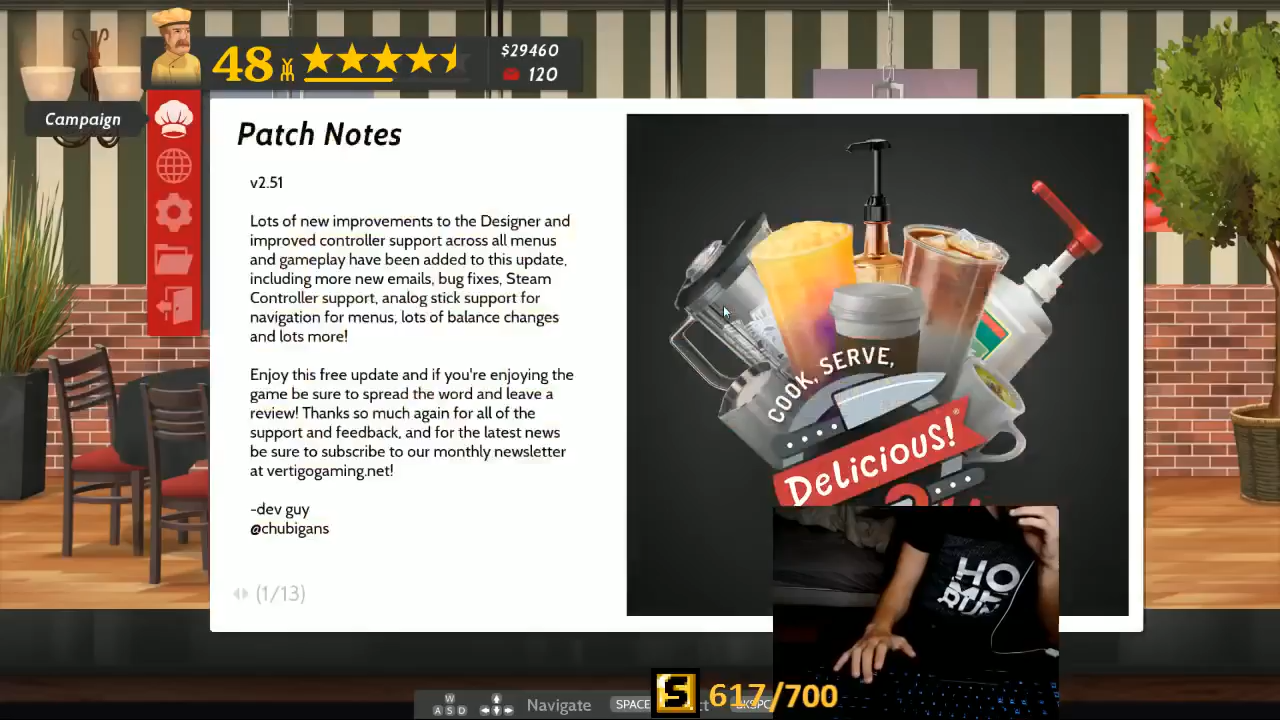 48
$29460
120
Campaign
Patch Notes
v2.51
Lots of new improvements to the Designer and
improved controller support across all menus
and gameplay have been added to this update,
including more new emails, bug fixes, Steam
Controller support, analog stick support for
navigation for menus, lots of balance changes
and lots more!
Enjoy this free update and if you're enjoying the
game be sure to spread the word and leave a
review! Thanks so much again for all of the
support and feedback, and for the latest news
be sure to subscribe to our monthly newsletter
at vertigogaming.net!
-dev guy
@chubigans
(1/13)
COOK, SERVE,
Delicious!®
HO
ME
RUN
W
A S D
Navigate
SPACE
S 617/700